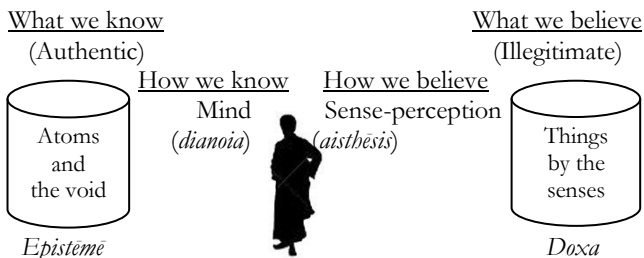 What we know
(Authentic)
What we believe
(Illegitimate)
How we know
Mind
(dianoia)
How we believe
Sense-perception
(aisthēsis)
Atoms
and
the void
Things
by the
senses
Epistēmē
Doxa